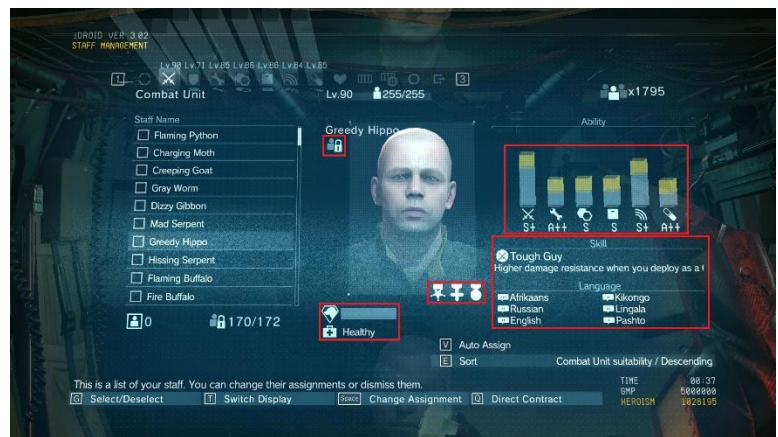 iDROID VER 3.02
STAFF MANAGEMENT
Lv.90 Lv.71 Lv.85 Lv.86 Lv.86 Lv.84 Lv.85
1
3
Combat Unit
Lv.90
255/255
x1795
Staff Name
Flaming Python
Charging Moth
Creeping Goat
Gray Worm
Dizzy Gibbon
Mad Serpent
Greedy Hippo
Hissing Serpent
Flaming Buffalo
Fire Buffalo
0
170/172
Greedy Hippo
Healthy
Ability
S+ A++ S S S+ A++
Skill
Tough Guy
Higher damage resistance when you deploy as a
Language
Afrikaans
Kikongo
Russian
Lingala
English
Pashto
V Auto Assign
E Sort
Combat Unit suitability / Descending
This is a list of your staff. You can change their assignments or dismiss them.
G Select/Deselect
T Switch Display
Space Change Assignment
Q Direct Contract
TIME 00:37
GMP 5000000
HEROISM 1028195